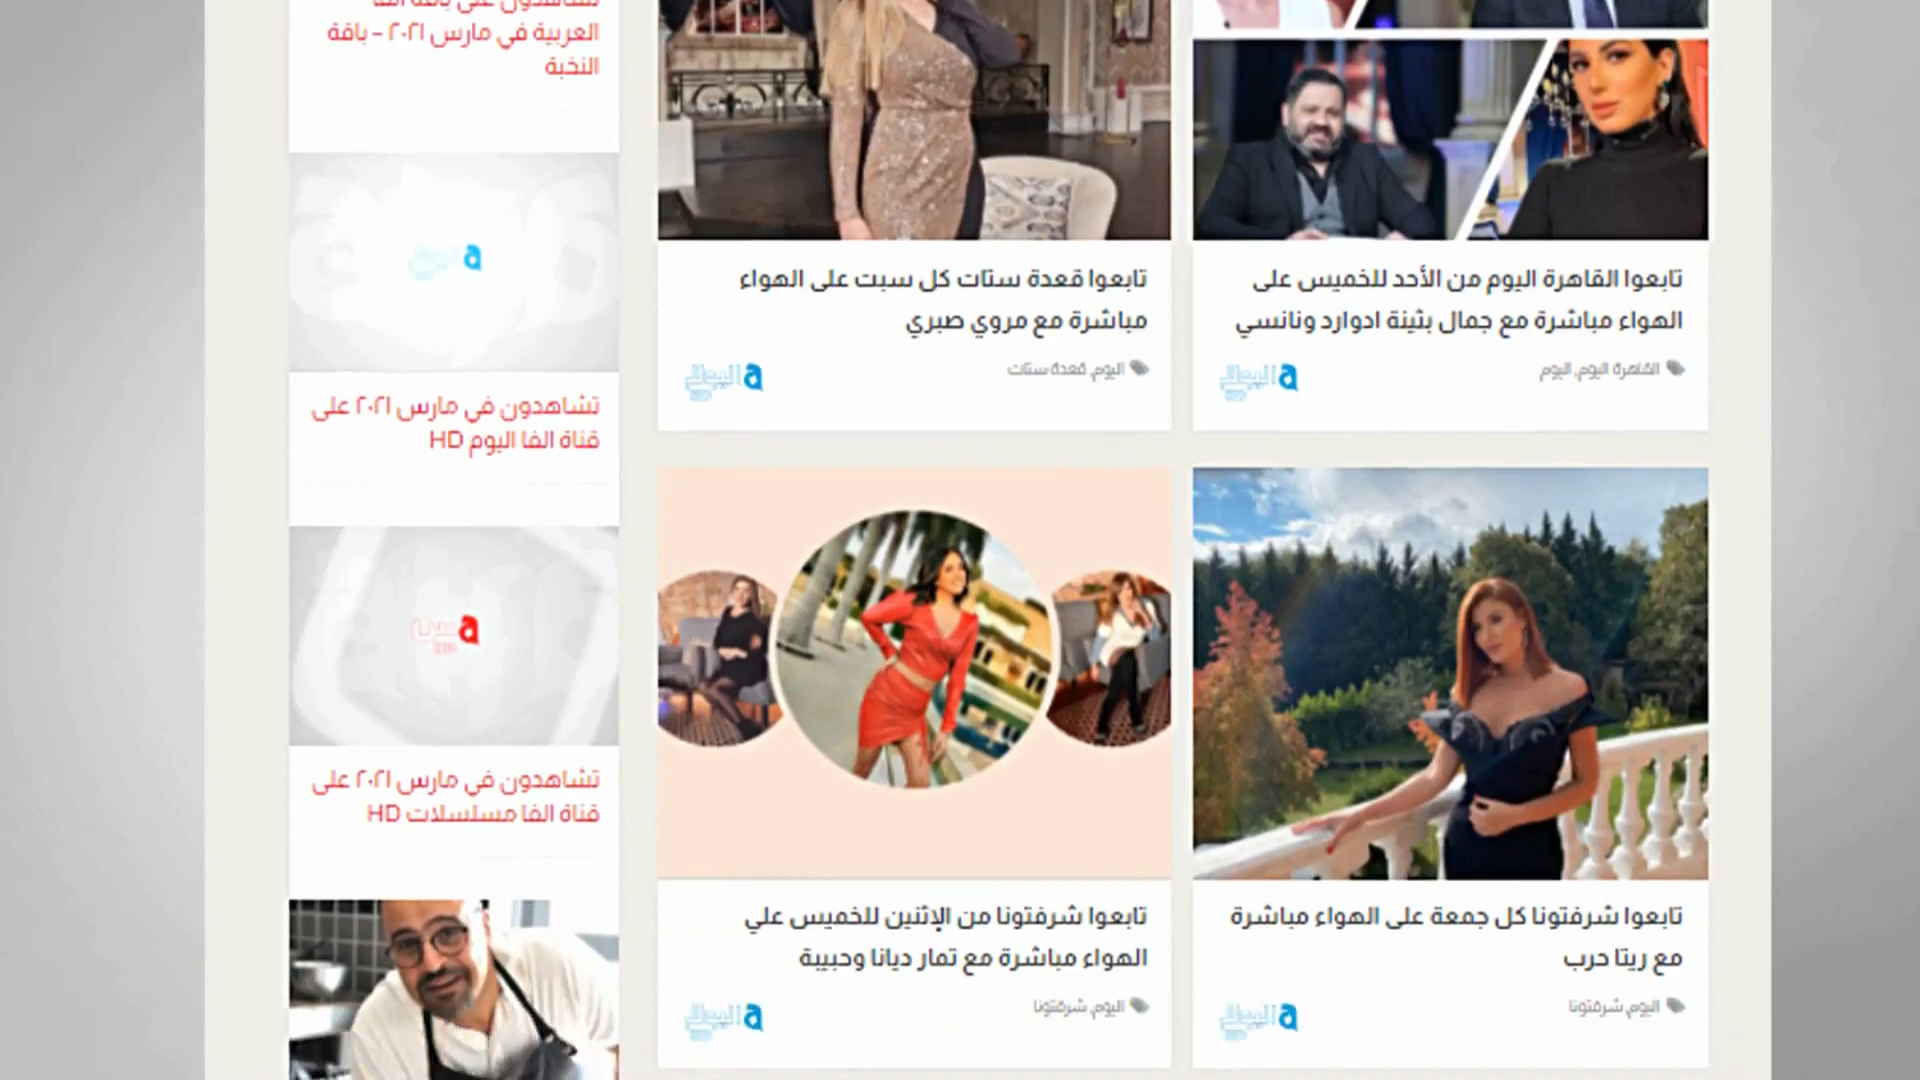 العربية في مارس ٢٠٢١ - باقة
النخبة
تابعوا القاهرة اليوم من الأحد للخميس على
الهواء مباشرة مع جمال بثينة ادوارد ونانسي
القاهرة اليوم, اليوم
اليوم a
تابعوا قعدة ستات كل سبت على الهواء
مباشرة مع مروي صبري
اليوم, قعدة ستات
اليوم a
a
تشاهدون في مارس ٢٠٢١ على
قناة الفا اليوم HD
a
تشاهدون في مارس ٢٠٢١ على
قناة الفا مسلسلات HD
تابعوا شرفتونا كل جمعة على الهواء مباشرة
مع ريتا حرب
اليوم, شرفتونا
اليوم a
تابعوا شرفتونا من الإثنين للخميس علي
الهواء مباشرة مع تمار ديانا وحبيبة
اليوم, شرفتونا
اليوم a